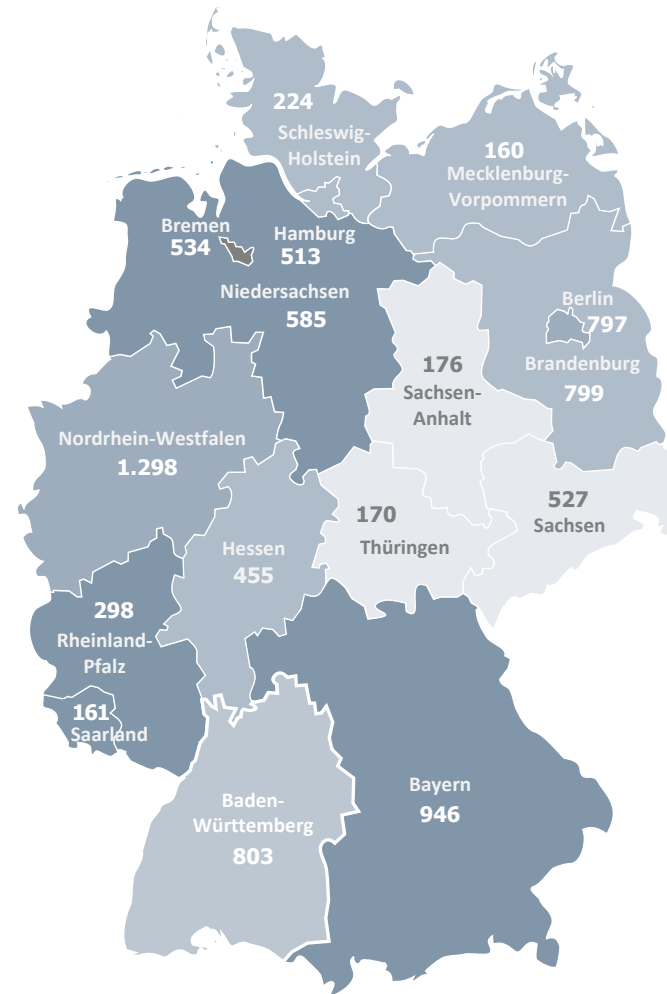 224
Schleswig-
Holstein
160
Mecklenburg-
Vorpommern
Bremen
534
Hamburg
513
Niedersachsen
585
Berlin
797
Brandenburg
799
176
Sachsen-
Anhalt
Nordrhein-Westfalen
1.298
527
Sachsen
170
Thüringen
Hessen
455
298
Rheinland-
Pfalz
161
Saarland
Bayern
946
Baden-
Württemberg
803